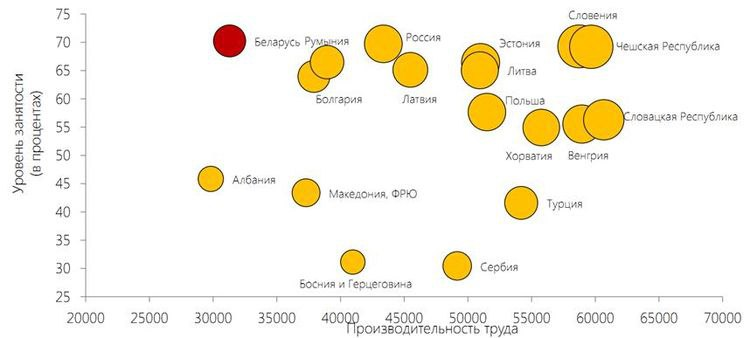 Словения
75
70
Беларусь
Румыния
Россия
Эстония
Чешская Республика
65
Болгария
Латвия
Литва
60
Польша
Словацкая Республика
55
Хорватия
Венгрия
50
45
Албания
Македония, ФРЮ
Турция
40
35
30
Босния и Герцеговина
Сербия
25
Уровень занятости
(в процентах)
20000 30000 35000 40000 45000 50000 55000 60000 70000
Производительность труда